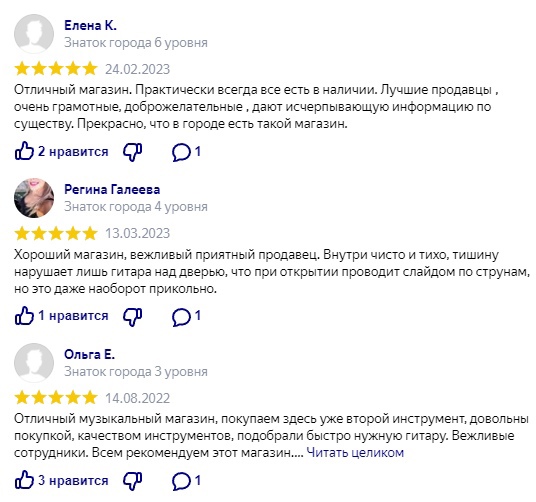 Елена К.
Знаток города 6 уровня
24.02.2023
Отличный магазин. Практически всегда все есть в наличии. Лучшие продавцы ,
очень грамотные, доброжелательные , дают исчерпывающую информацию по
существу. Прекрасно, что в городе есть такой магазин.
2 нравится 1
Регина Галеева
Знаток города 4 уровня
13.03.2023
Хороший магазин, вежливый приятный продавец. Внутри чисто и тихо, тишину
нарушает лишь гитара над дверью, что при открытии проводит слайдом по струнам,
но это даже наоборот прикольно.
1 нравится 1
Ольга Е.
Знаток города 3 уровня
14.08.2022
Отличный музыкальный магазин, покупаем здесь уже второй инструмент, довольны
покупкой, качеством инструментов, подобрали быстро нужную гитару. Вежливые
сотрудники. Всем рекомендуем этот магазин.... Читать целиком
3 нравится 1